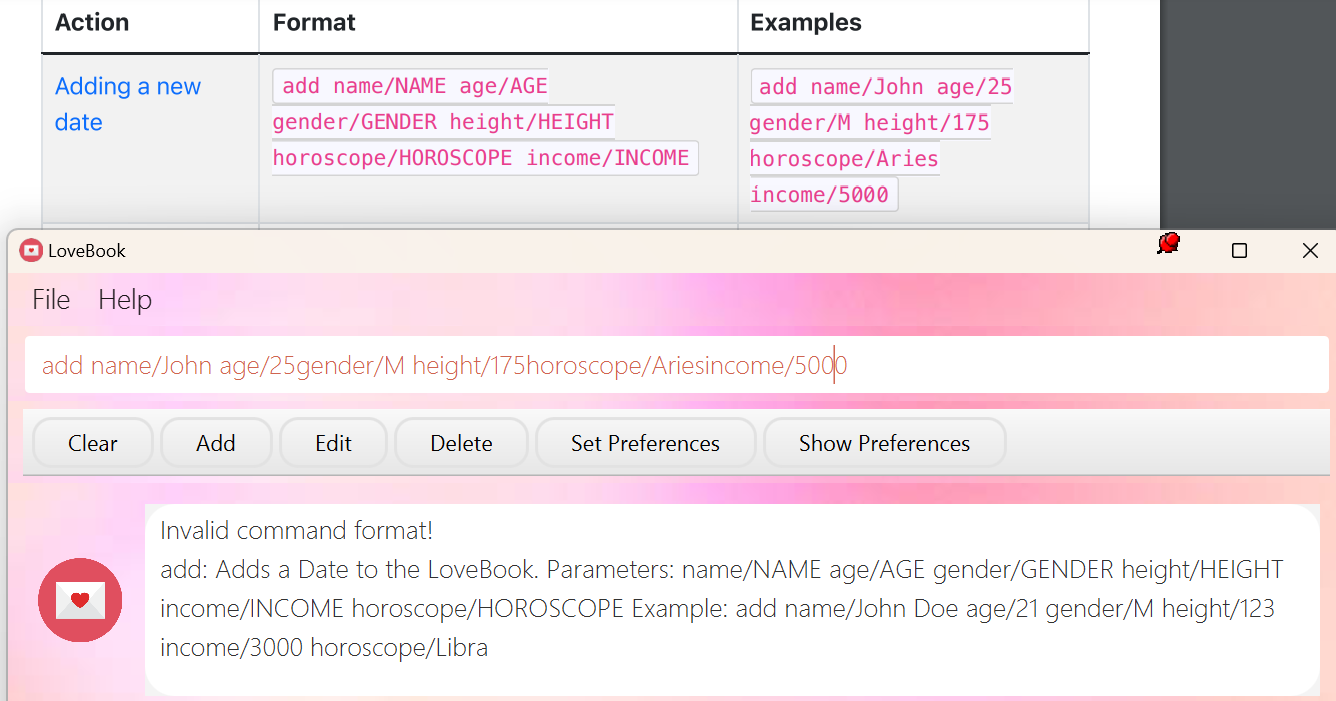 Action Format Examples
Adding a new add name/NAME age/AGE add name/John age/25
date gender/GENDER height/HEIGHT gender/M height/175
horoscope/HOROSCOPE income/INCOME horoscope/Aries
income/5000
LoveBook
File Help
add name/John age/25gender/M height/175horoscope/Ariesincome/5000
Clear Add Edit Delete Set Preferences Show Preferences
Invalid command format!
add: Adds a Date to the LoveBook. Parameters: name/NAME age/AGE gender/GENDER height/HEIGHT
income/INCOME horoscope/HOROSCOPE Example: add name/John Doe age/21 gender/M height/123
income/3000 horoscope/Libra